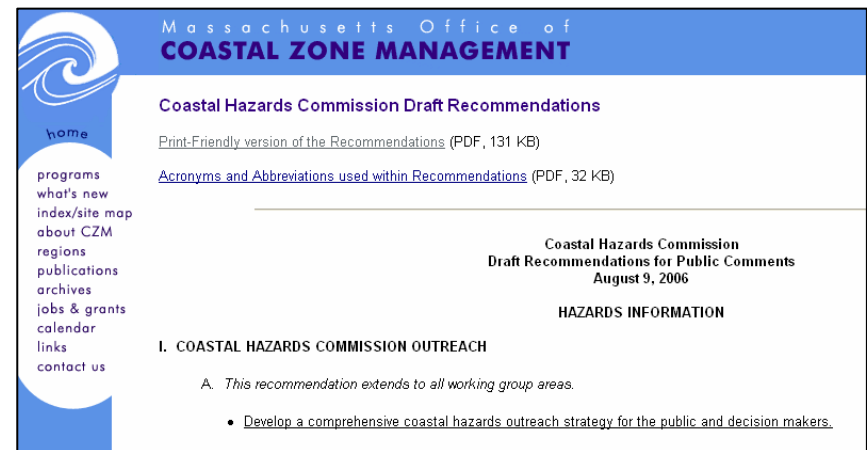 Massachusetts Office of
COASTAL ZONE MANAGEMENT
home
programs
what's new
index/site map
about CZM
regions
publications
archives
jobs & grants
calendar
links
contact us
Coastal Hazards Commission Draft Recommendations
Print-Friendly version of the Recommendations (PDF, 131 KB)
Acronyms and Abbreviations used within Recommendations (PDF, 32 KB)
Coastal Hazards Commission
Draft Recommendations for Public Comments
August 9, 2006
HAZARDS INFORMATION
I. COASTAL HAZARDS COMMISSION OUTREACH
A. This recommendation extends to all working group areas.
• Develop a comprehensive coastal hazards outreach strategy for the public and decision makers.